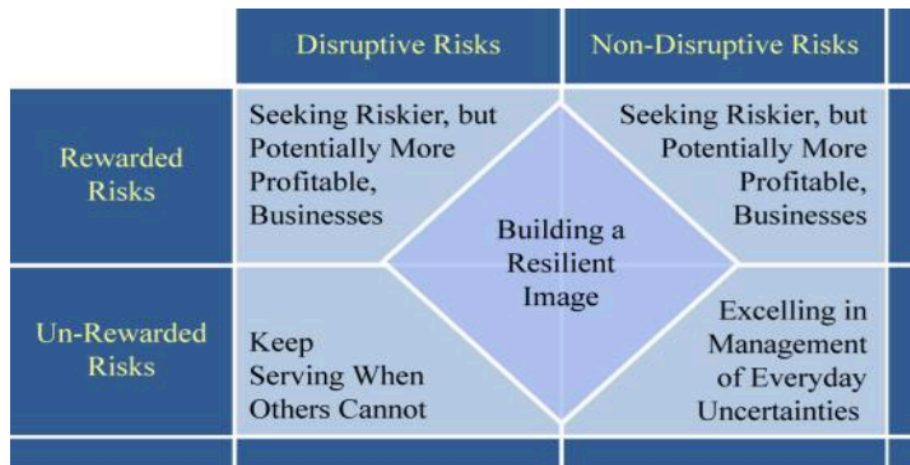 Disruptive Risks
Non-Disruptive Risks
Rewarded
Risks
Seeking Riskier, but
Potentially More
Profitable,
Businesses
Seeking Riskier, but
Potentially More
Profitable,
Businesses
Building a
Resilient
Image
Un-Rewarded
Risks
Keep
Serving When
Others Cannot
Excelling in
Management
of Everyday
Uncertainties